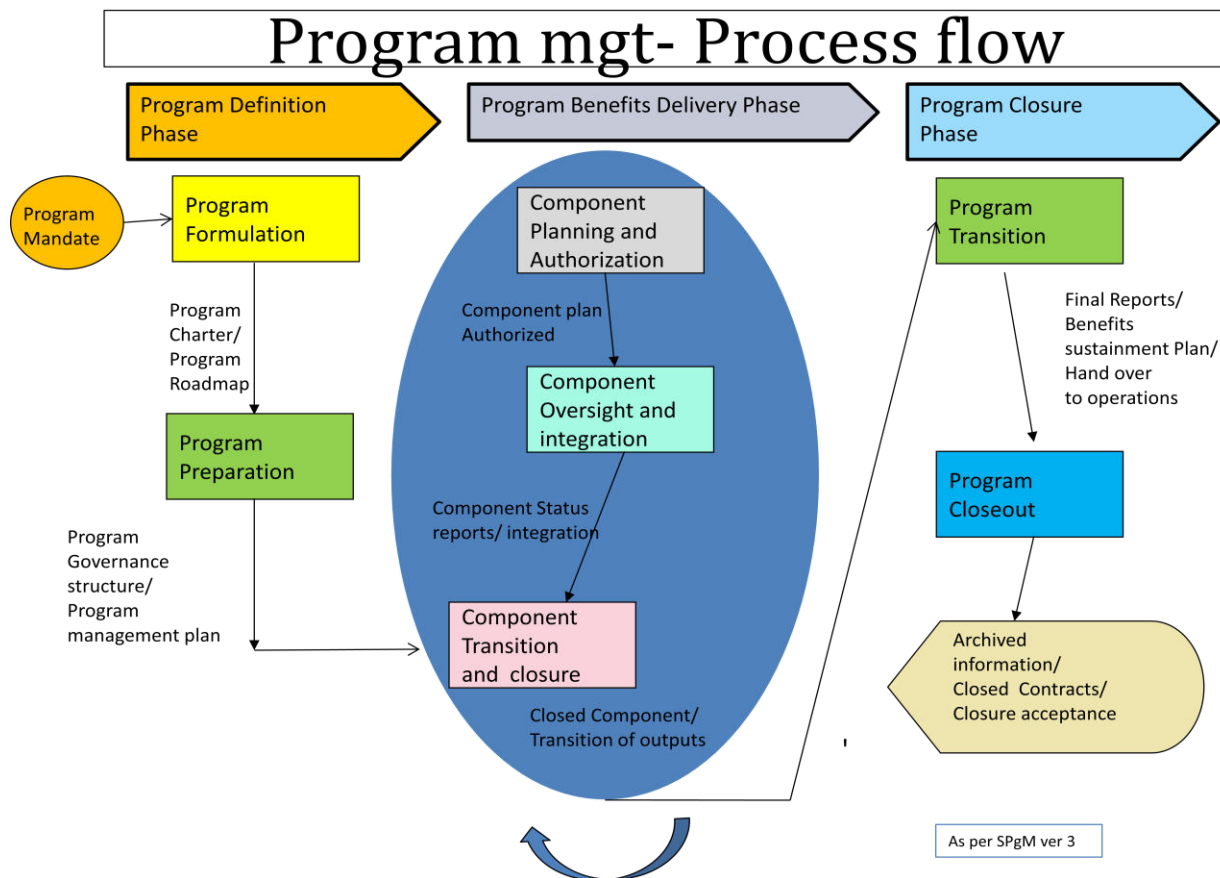 Program mgt- Process flow
Program Definition
Phase
Program Benefits Delivery Phase
Program Closure
Phase
Program
Mandate
Program
Formulation
Program
Charter/
Program
Roadmap
Program
Preparation
Program
Governance
structure/
Program
management plan
Component
Planning and
Authorization
Component plan
Authorized
Component
Oversight and
integration
Component Status
reports/ integration
Component
Transition
and closure
Closed Component/
Transition of outputs
Program
Transition
Final Reports/
Benefits
sustainment Plan/
Hand over
to operations
Program
Closeout
Archived
information/
Closed Contracts/
Closure acceptance
'
As per SPgM ver 3